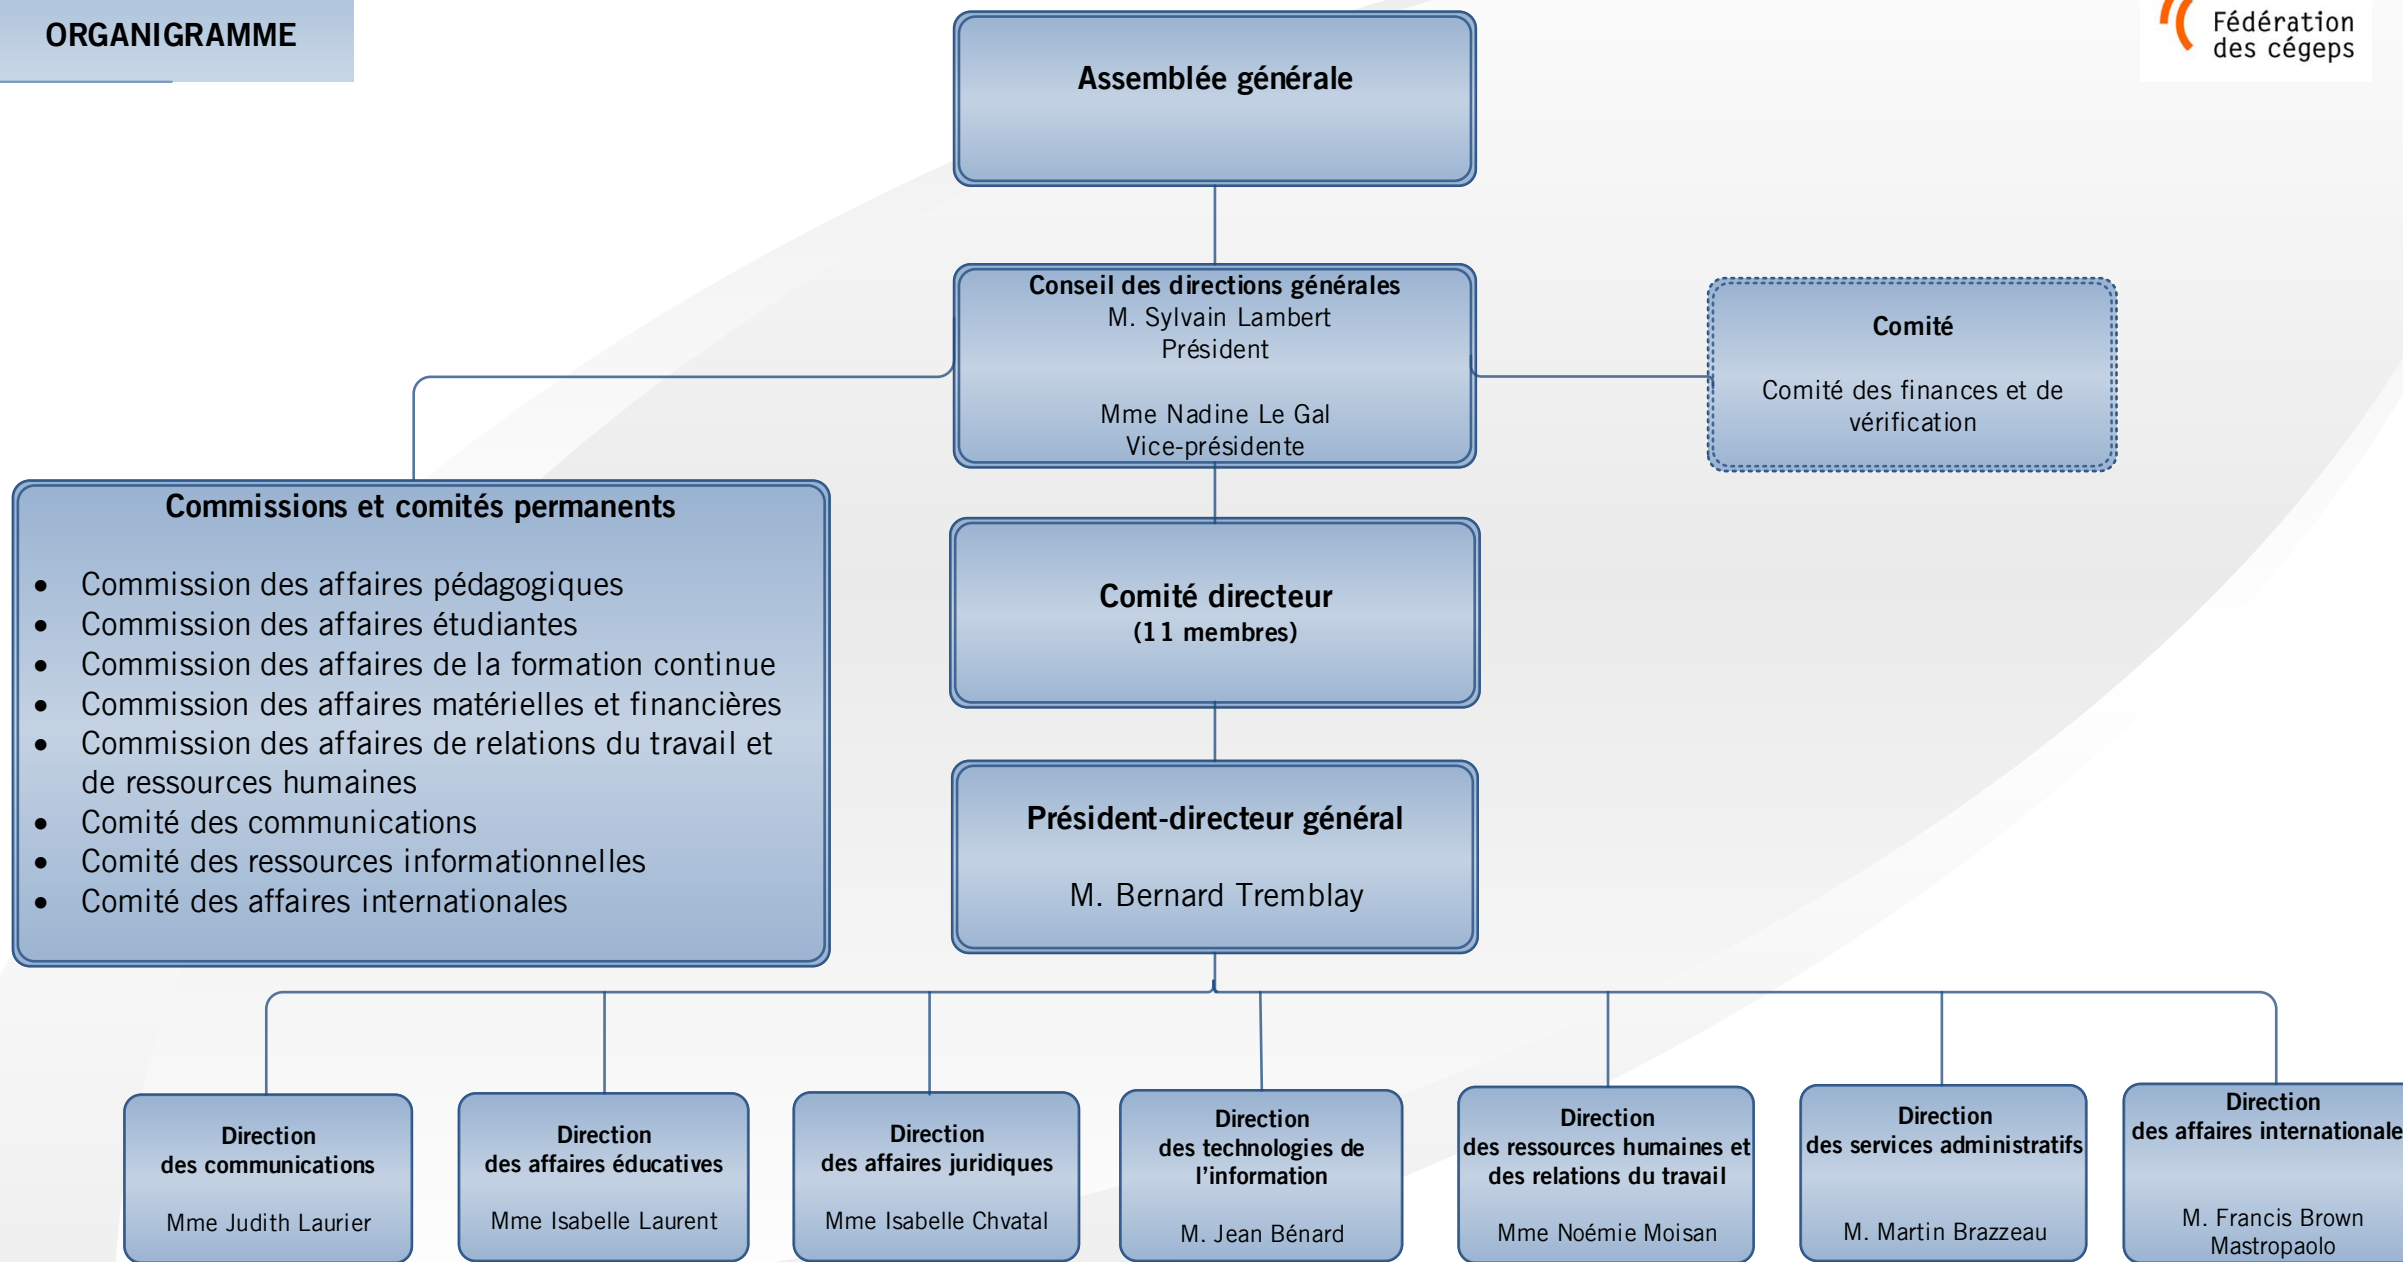 ORGANIGRAMME
Fédération
des cégeps
Assemblée générale
Conseil des directions générales
M. Sylvain Lambert
Président
Mme Nadine Le Gal
Vice-présidente
Comité
Comité des finances et de
vérification
Commissions et comités permanents
• Commission des affaires pédagogiques
• Commission des affaires étudiantes
• Commission des affaires de la formation continue
• Commission des affaires matérielles et financières
• Commission des affaires de relations du travail et
de ressources humaines
• Comité des communications
• Comité des ressources informationnelles
• Comité des affaires internationales
Comité directeur
(11 membres)
Président-directeur général
M. Bernard Tremblay
Direction
des communications
Mme Judith Laurier
Direction
des affaires éducatives
Mme Isabelle Laurent
Direction
des affaires juridiques
Mme Isabelle Chvatal
Direction
des technologies de
l'information
M. Jean Bénard
Direction
des ressources humaines et
des relations du travail
Mme Noémie Moisan
Direction
des services administratifs
M. Martin Brazzeau
Direction
des affaires internationale
M. Francis Brown
Mastropaolo